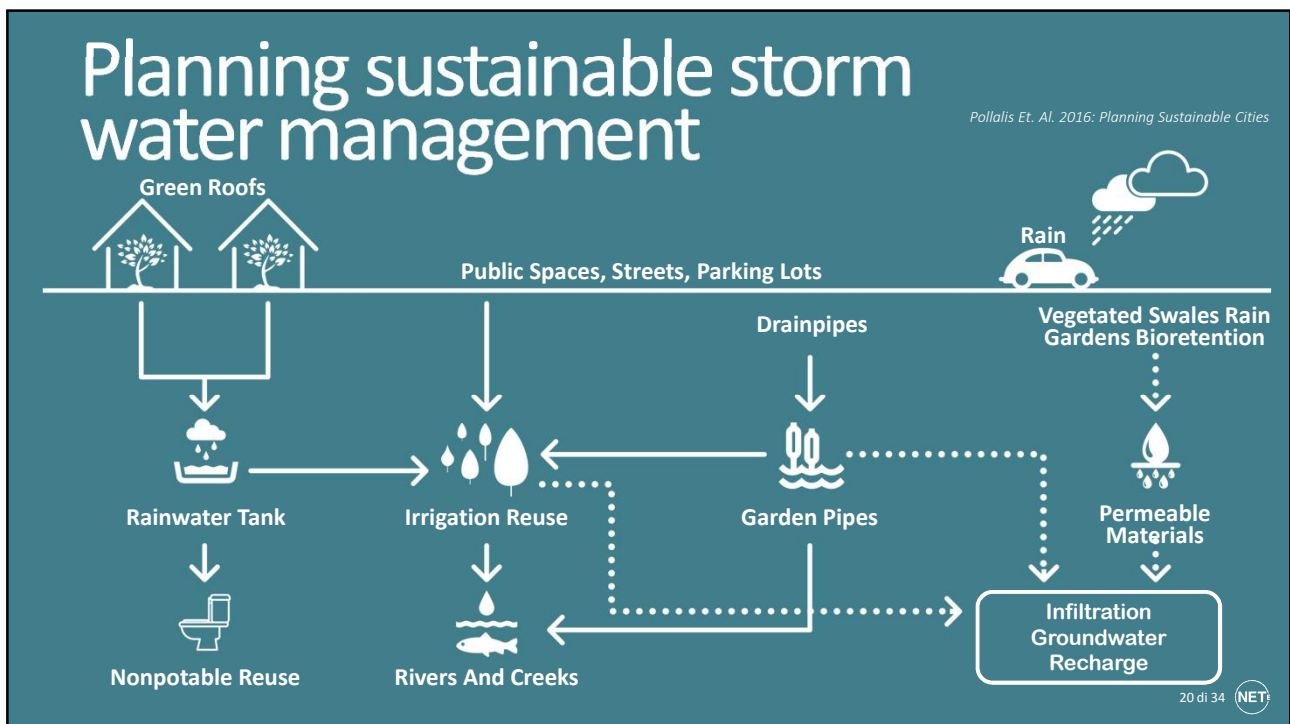 Planning sustainable storm
water management
Pollalis Et. Al. 2016: Planning Sustainable Cities
Green Roofs
Rain
Public Spaces, Streets, Parking Lots
Drainpipes
Vegetated Swales Rain
Gardens Bioretention
Rainwater Tank
Irrigation Reuse
Garden Pipes
Permeable
Materials
Infiltration
Groundwater
Recharge
Nonpotable Reuse
Rivers And Creeks
20 di 34
NET